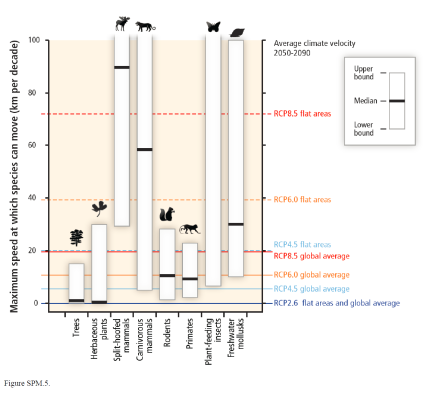 Maximum speed at which species can move (km per decade)
100
80
60
40
20
0
Average climate velocity
2050-2090
Upper
bound
Median
Lower
bound
RCP8.5 flat areas
RCP6.0 flat areas
RCP4.5 flat areas
RCP8.5 global average
RCP6.0 global average
RCP4.5 global average
RCP2.6 flat areas and global average
Trees
Herbaceous
plants
Split-hoofed
mammals
Carnivorous
mammals
Rodents
Primates
Plant-feeding
insects
Freshwater
mollusks
Figure SPM.5.